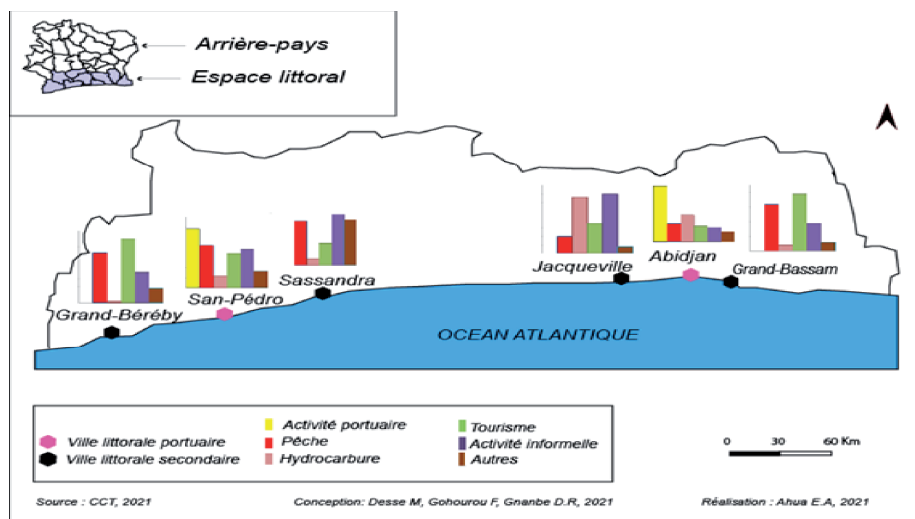 Arrière-pays
Espace littoral
Jacqueville
Abidjan
Grand-Bassam
Sassandra
San-Pédro
Grand-Béréby
OCEAN ATLANTIQUE
Ville littorale portuaire
Ville littorale secondaire
Activité portuaire
Pêche
Hydrocarbure
Tourisme
Activité informelle
Autres
0 30 60 Km
Source : CCT, 2021
Conception: Desse M, Gohourou F, Gnanbe D.R, 2021
Réalisation : Ahua E.A, 2021